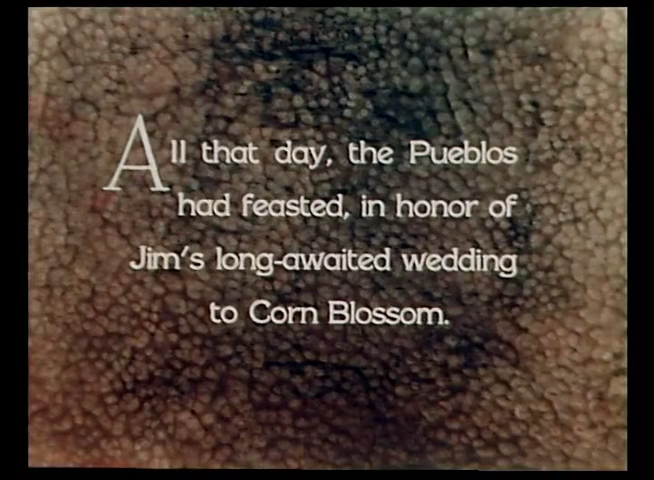 All that day, the Pueblos
had feasted, in honor of
Jim's long-awaited wedding
to Corn Blossom.